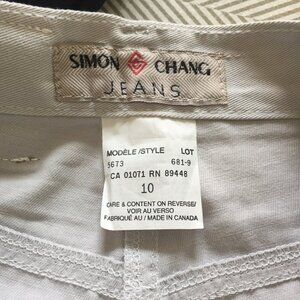 SIMON CHANG
JEANS
MODÈLE/STYLE LOT
5673 681-9
CA 01071 RN 89448
10
CARE & CONTENT ON REVERSE/
VOIR AU VERSO
FABRIQUÉ AU / MADE IN CANADA